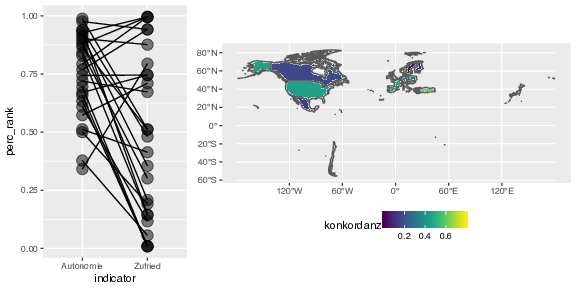 1.00
0.75
0.50
0.25
0.00
perc_rank
Autonomie Zufried
indicator
80°N
60°N
40°N
20°N
0°
20°S
40°S
60°S
120°W 60°W 0° 60°E 120°E
konkordanz
0.2 0.4 0.6